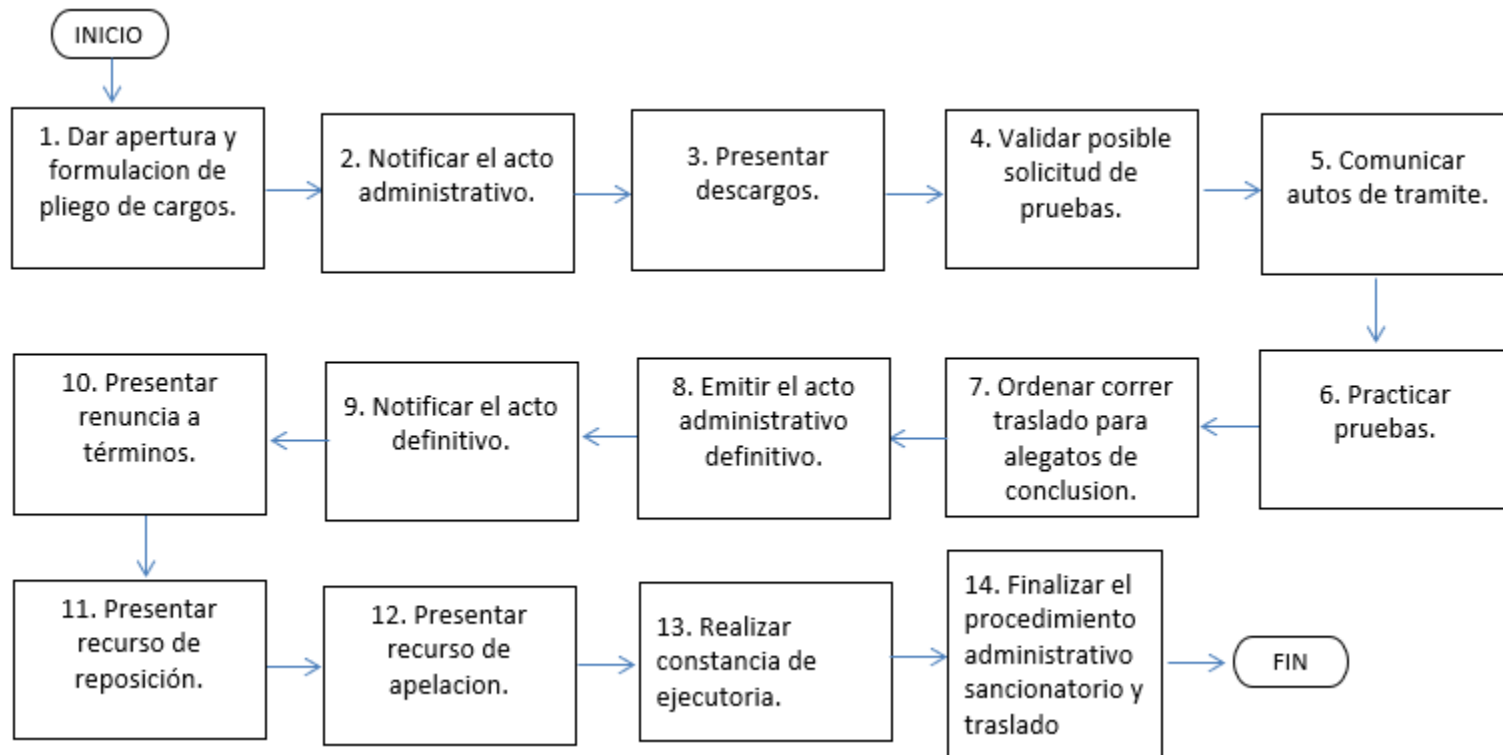 INICIO
1. Dar apertura y
formulacion de
pliego de cargos.
2. Notificar el acto
administrativo.
3. Presentar
descargos.
4. Validar posible
solicitud de
pruebas.
5. Comunicar
autos de tramite.
6. Practicar
pruebas.
7. Ordenar correr
traslado para
alegatos de
conclusion.
8. Emitir el acto
administrativo
definitivo.
9. Notificar el acto
definitivo.
10. Presentar
renuncia a
términos.
11. Presentar
recurso de
reposición.
12. Presentar
recurso de
apelacion.
13. Realizar
constancia de
ejecutoria.
14. Finalizar el
procedimiento
administrativo
sancionatorio y
traslado
FIN